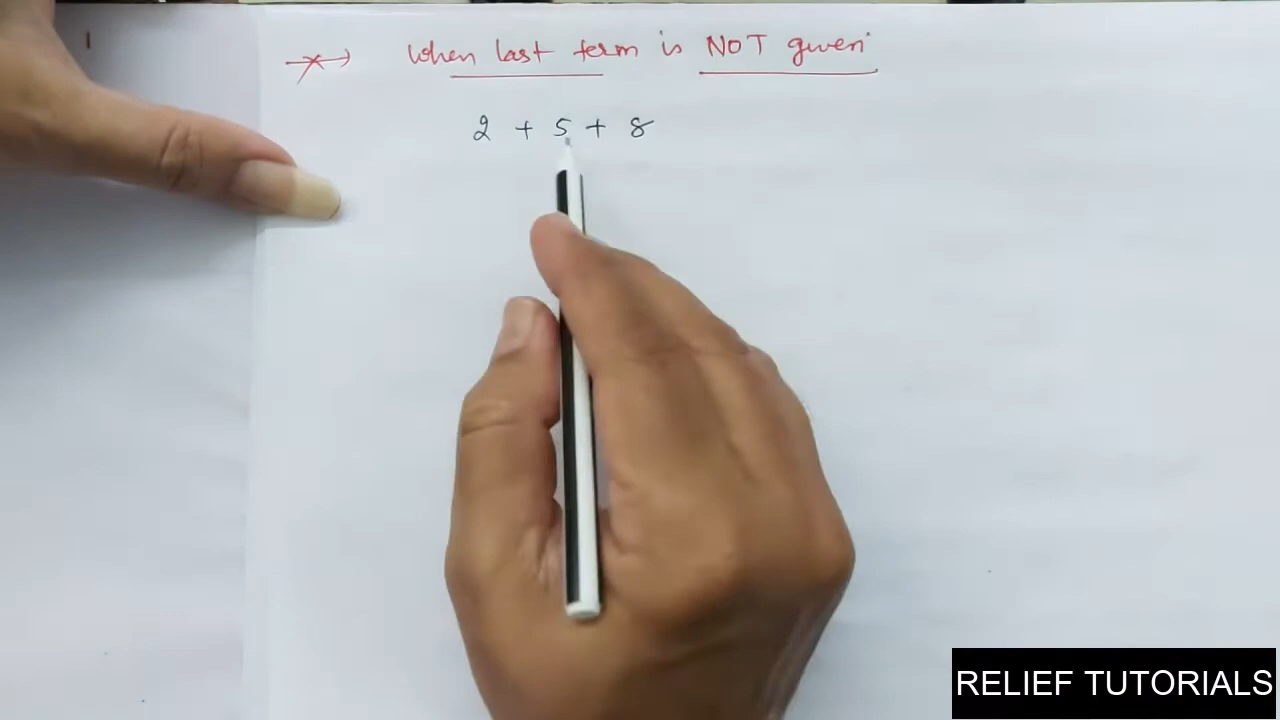 When last term is NOT given
2 + 5 + 8
RELIEF TUTORIALS